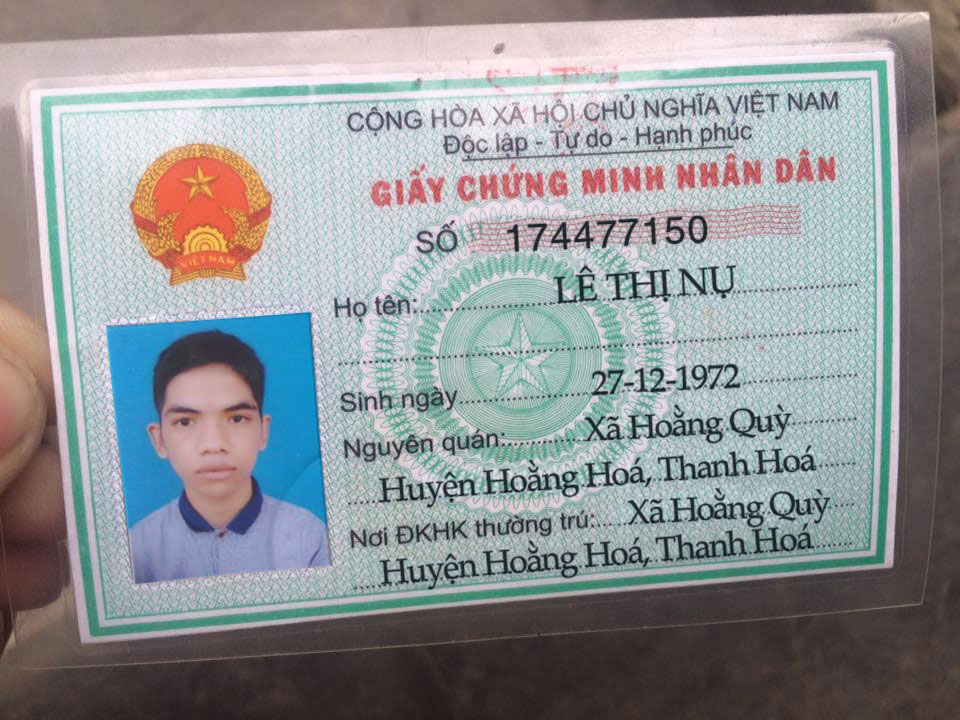 CỘNG HÒA XÃ HỘI CHỦ NGHĨA VIỆT NAM
Độc lập - Tự do - Hạnh phúc
GIẤY CHỨNG MINH NHÂN DÂN
SỐ 174477150
Họ tên: LÊ THỊ NỤ
Sinh ngày 27-12-1972
Nguyên quán: Xã Hoằng Quỳ
Huyện Hoằng Hoá, Thanh Hoá
Nơi ĐKHK thường trú: Xã Hoằng Quỳ
Huyện Hoằng Hoá, Thanh Hoá
VIỆT NAM